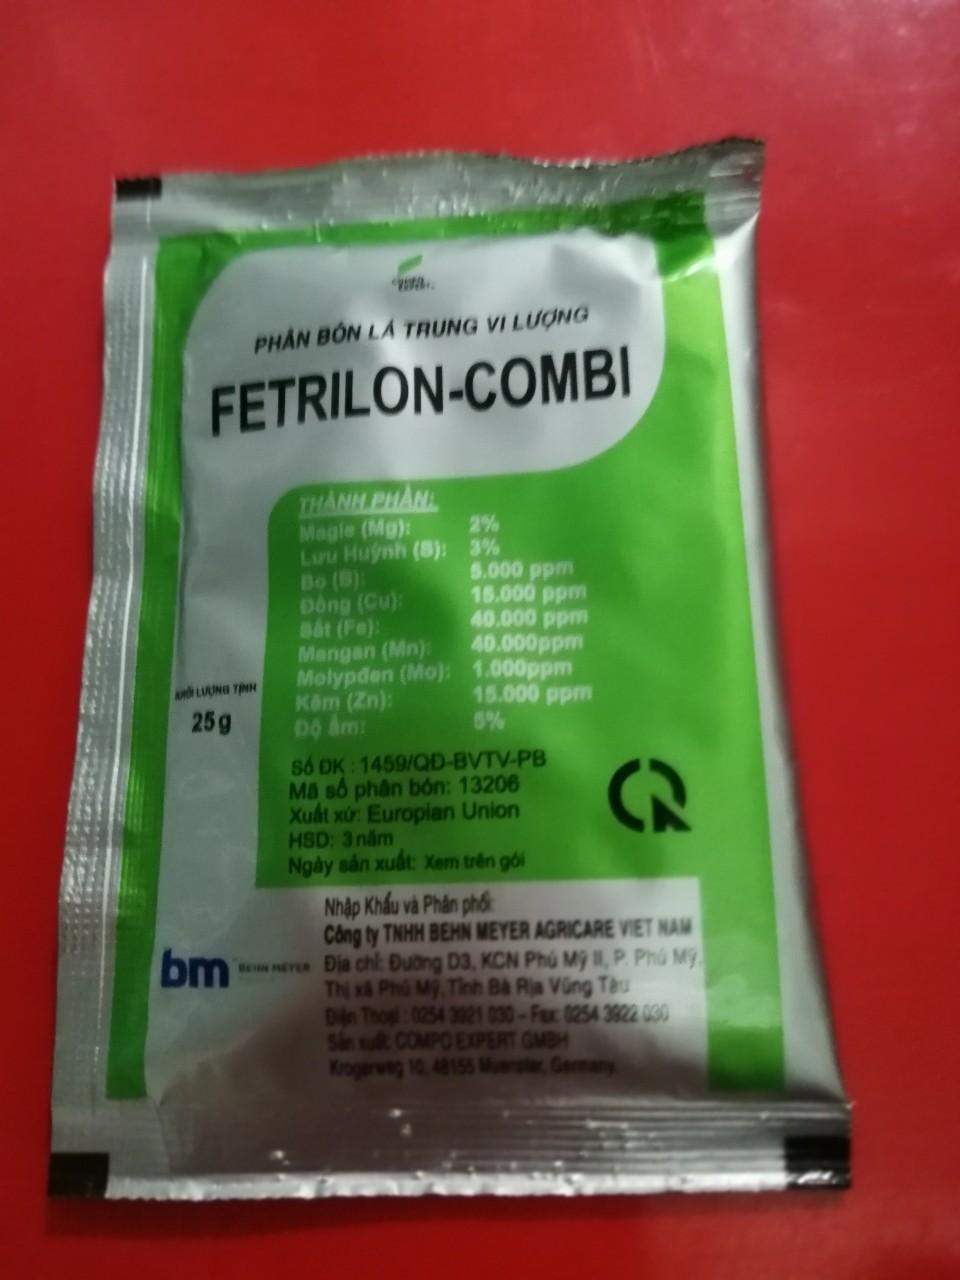 COMPO
EXPERT
PHÂN BÓN LÁ TRUNG VI LƯỢNG
FETRILON-COMBI
THÀNH PHẦN:
Magie (Mg): 2%
Lưu Huỳnh (S): 3%
Bo (B): 5.000 ppm
Đồng (Cu): 15.000 ppm
Sắt (Fe): 40.000 ppm
Mangan (Mn): 40.000ppm
Molypđen (Mo): 1.000ppm
Kẽm (Zn): 15.000 ppm
Độ ẩm: 5%
KHỐI LƯỢNG TỊNH
25g
Số ĐK : 1459/QĐ-BVTV-PB
Mã số phân bón: 13206
Xuất xứ: Europian Union
HSD: 3 năm
Ngày sản xuất: Xem trên gói
Nhập Khẩu và Phân phối:
Công ty TNHH BEHN MEYER AGRICARE VIET NAM
Địa chỉ: Đường D3, KCN Phú Mỹ II, P. Phú Mỹ,
Thị xã Phú Mỹ, Tỉnh Bà Rịa Vũng Tàu
Điện Thoại : 0254 3921 030 – Fax: 0254 3922 030
Sản xuất: COMPO EXPERT GMBH
Krogerweg 10, 48155 Muenster, Germany
bm BEHN MEYER